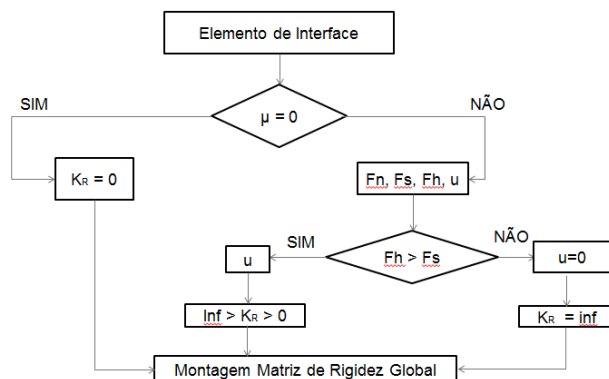 Elemento de Interface
SIM
NÃO
μ = 0
KR = 0
Fn, Fs, Fh, u
SIM
NÃO
u
Fh > Fs
u=0
Inf > KR > 0
KR = inf
Montagem Matriz de Rigidez Global